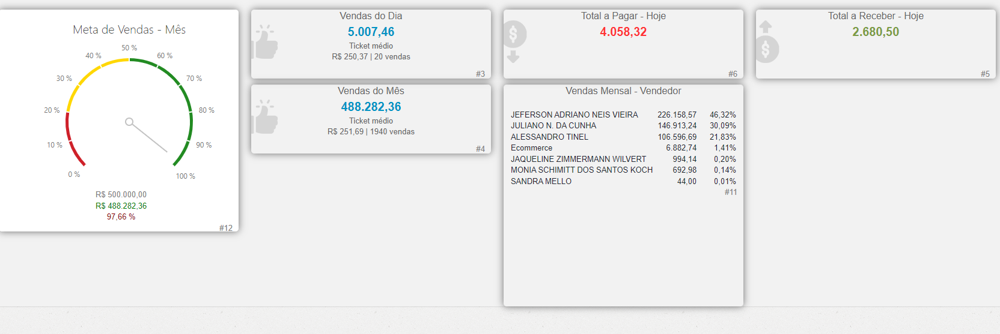 Meta de Vendas - Mês
50 %
40 %
60 %
30 %
70 %
20 %
80 %
10 %
90 %
0 %
100 %
R$ 500.000,00
R$ 488.282,36
97,66 %
#12
Vendas do Dia
5.007,46
Ticket médio
R$ 250,37 | 20 vendas
#3
Vendas do Mês
488.282,36
Ticket médio
R$ 251,69 | 1940 vendas
#4
Total a Pagar - Hoje
4.058,32
#6
Vendas Mensal - Vendedor
JEFERSON ADRIANO NEIS VIEIRA 226.158,57 46,32%
JULIANO N. DA CUNHA 146.913,24 30,09%
ALESSANDRO TINEL 106.596,69 21,83%
Ecommerce 6.882,74 1,41%
JAQUELINE ZIMMERMANN WILVERT 994,14 0,20%
MONIA SCHIMITT DOS SANTOS KOCH 692,98 0,14%
SANDRA MELLO 44,00 0,01%
#11
Total a Receber - Hoje
2.680,50
#5